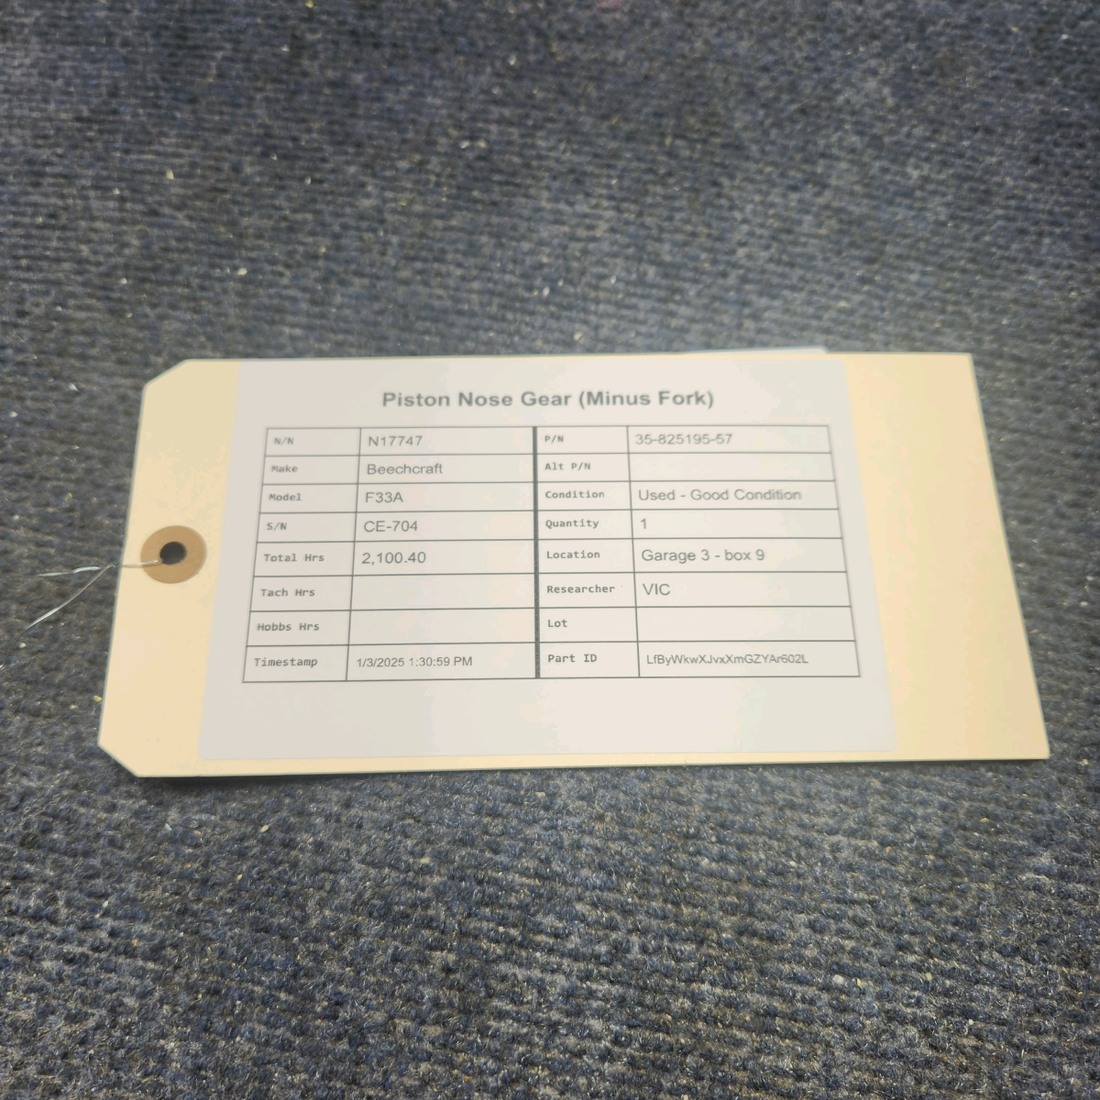 Piston Nose Gear (Minus Fork)
N/N N17747 P/N 35-825195-57
Make Beechcraft Alt P/N
Model F33A Condition Used - Good Condition
S/N CE-704 Quantity 1
Total Hrs 2,100.40 Location Garage 3 - box 9
Tach Hrs Researcher VIC
Hobbs Hrs Lot
Timestamp 1/3/2025 1:30:59 PM Part ID LfByWkwXJvxXmGZYAr602L